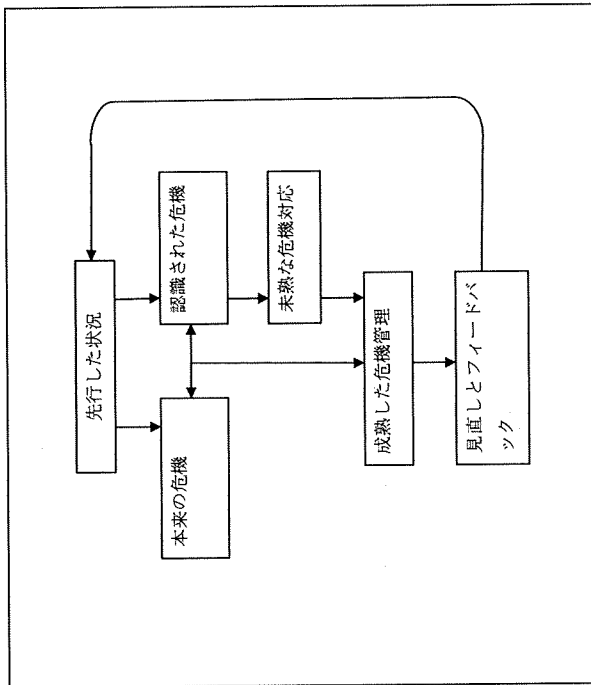 先行した状況
本来の危機
認識された危機
未熟な危機対応
成熟した危機管理
見直しとフィードバ
ック